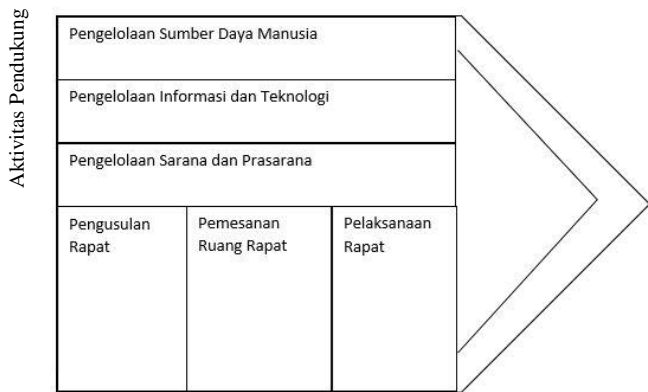 Aktivitas Pendukung
Pengelolaan Sumber Daya Manusia
Pengelolaan Informasi dan Teknologi
Pengelolaan Sarana dan Prasarana
Pengusulan
Rapat
Pemesanan
Ruang Rapat
Pelaksanaan
Rapat